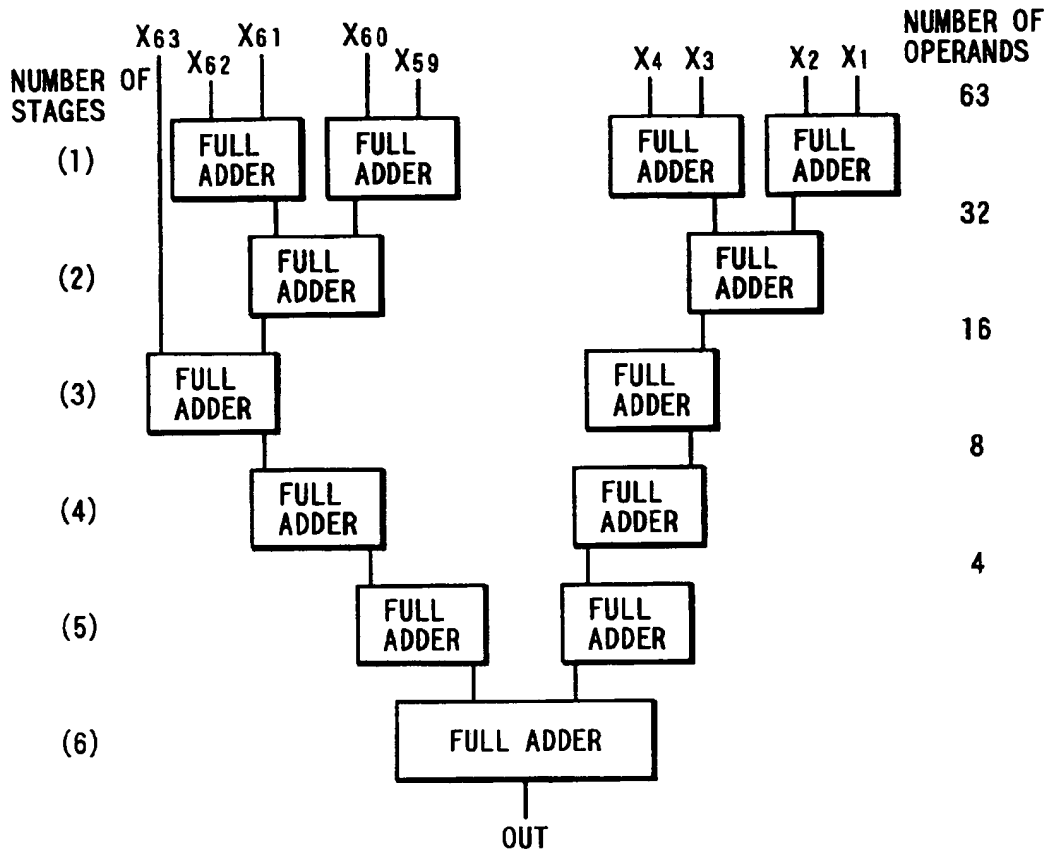 X63 X61 X60 NUMBER OF
X62 X59 X4 X3 X2 X1 OPERANDS
NUMBER OF
STAGES
63
(1) FULL ADDER FULL ADDER FULL ADDER FULL ADDER
32
(2) FULL ADDER FULL ADDER
16
(3) FULL ADDER FULL ADDER
8
(4) FULL ADDER FULL ADDER
4
(5) FULL ADDER FULL ADDER
(6) FULL ADDER
OUT